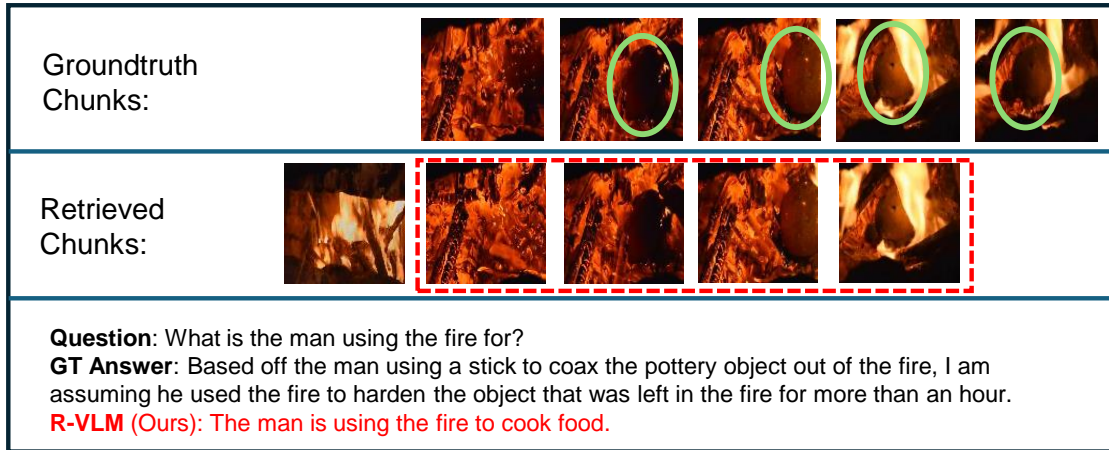 Groundtruth
Chunks:
Retrieved
Chunks:
Question: What is the man using the fire for?
GT Answer: Based off the man using a stick to coax the pottery object out of the fire, I am
assuming he used the fire to harden the object that was left in the fire for more than an hour.
R-VLM (Ours): The man is using the fire to cook food.